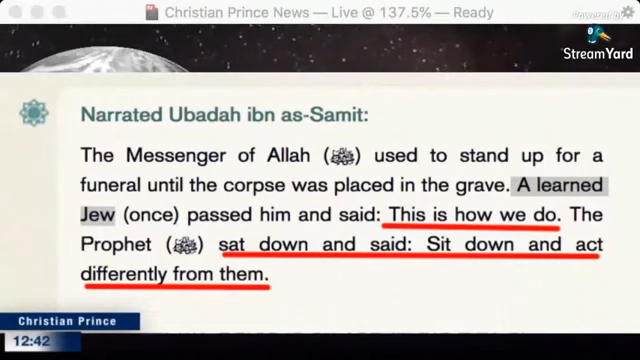 Christian Prince News — Live @ 137.5% — Ready
Powered by
StreamYard
Narrated Ubadah ibn as-Samit:
The Messenger of Allah (ﷺ) used to stand up for a
funeral until the corpse was placed in the grave. A learned
Jew (once) passed him and said: This is how we do. The
Prophet (ﷺ) sat down and said: Sit down and act
differently from them.
Christian Prince
12:42